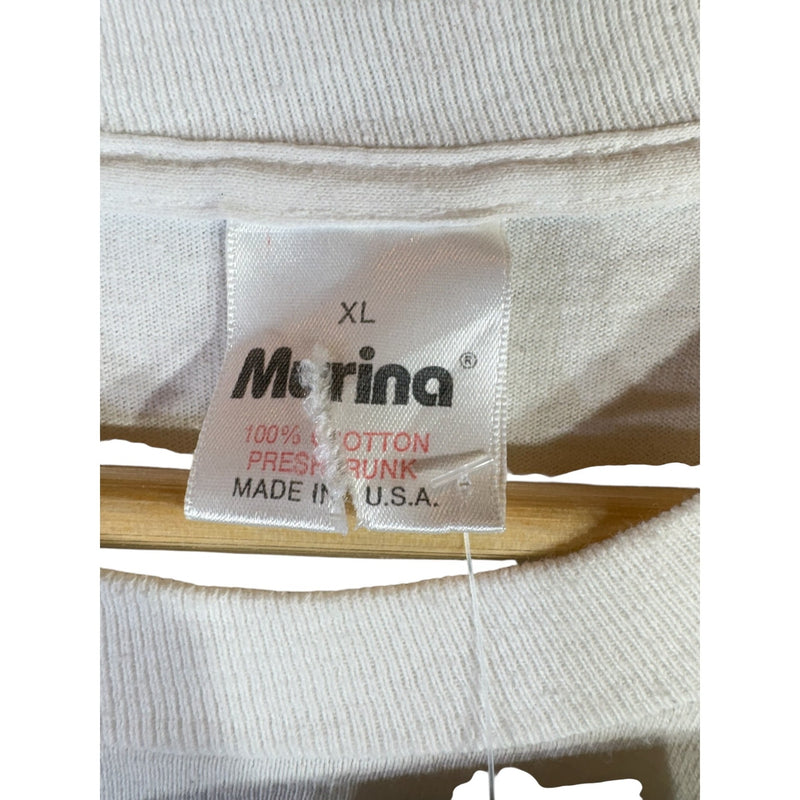 XL
Murina®
100% COTTON
PRESHRUNK
MADE IN U.S.A.